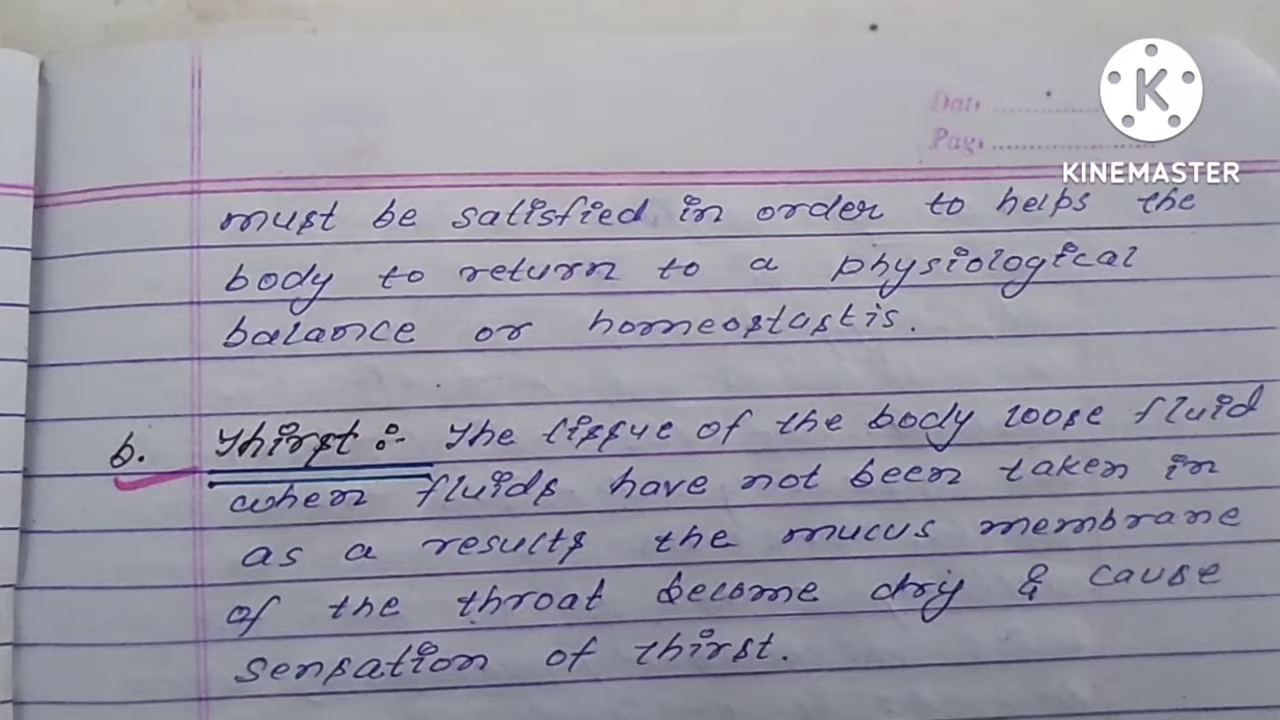 Date
Page
KINEMASTER
must be satisfied in order to helps the
body to return to a physiological
balance or homeostastis.
b. Thirst :- The tissue of the body loose fluid
when fluids have not been taken in
as a results the mucus membrane
of the throat become dry & cause
sensation of thirst.